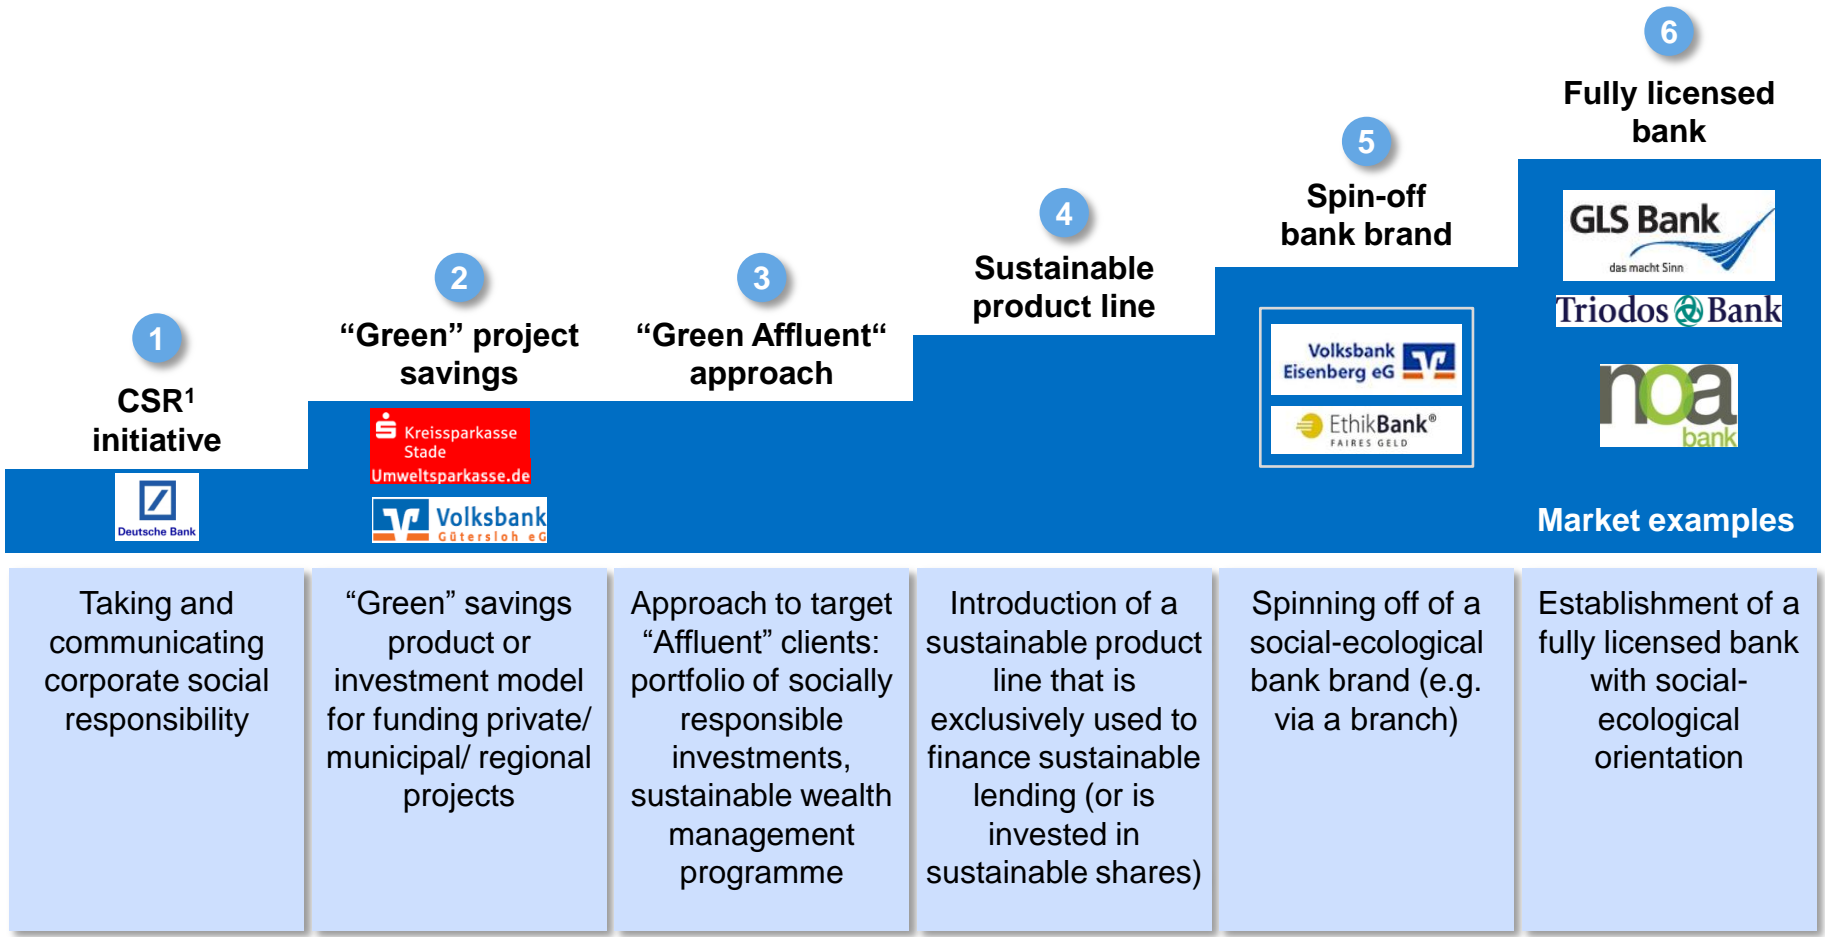 1
CSR¹
initiative
Deutsche Bank
Taking and
communicating
corporate social
responsibility
2
“Green” project
savings
Kreissparkasse
Stade
Umweltsparkasse.de
Volksbank
Gütersloh eG
“Green” savings
product or
investment model
for funding private/
municipal/ regional
projects
3
“Green Affluent“
approach
Approach to target
“Affluent” clients:
portfolio of socially
responsible
investments,
sustainable wealth
management
programme
4
Sustainable
product line
Introduction of a
sustainable product
line that is
exclusively used to
finance sustainable
lending (or is
invested in
sustainable shares)
5
Spin-off
bank brand
Volksbank
Eisenberg eG
EthikBank®
FAIRES GELD
Spinning off of a
social-ecological
bank brand (e.g.
via a branch)
6
Fully licensed
bank
GLS Bank
das macht Sinn
Triodos Bank
noa
bank
Market examples
Establishment of a
fully licensed bank
with social-
ecological
orientation